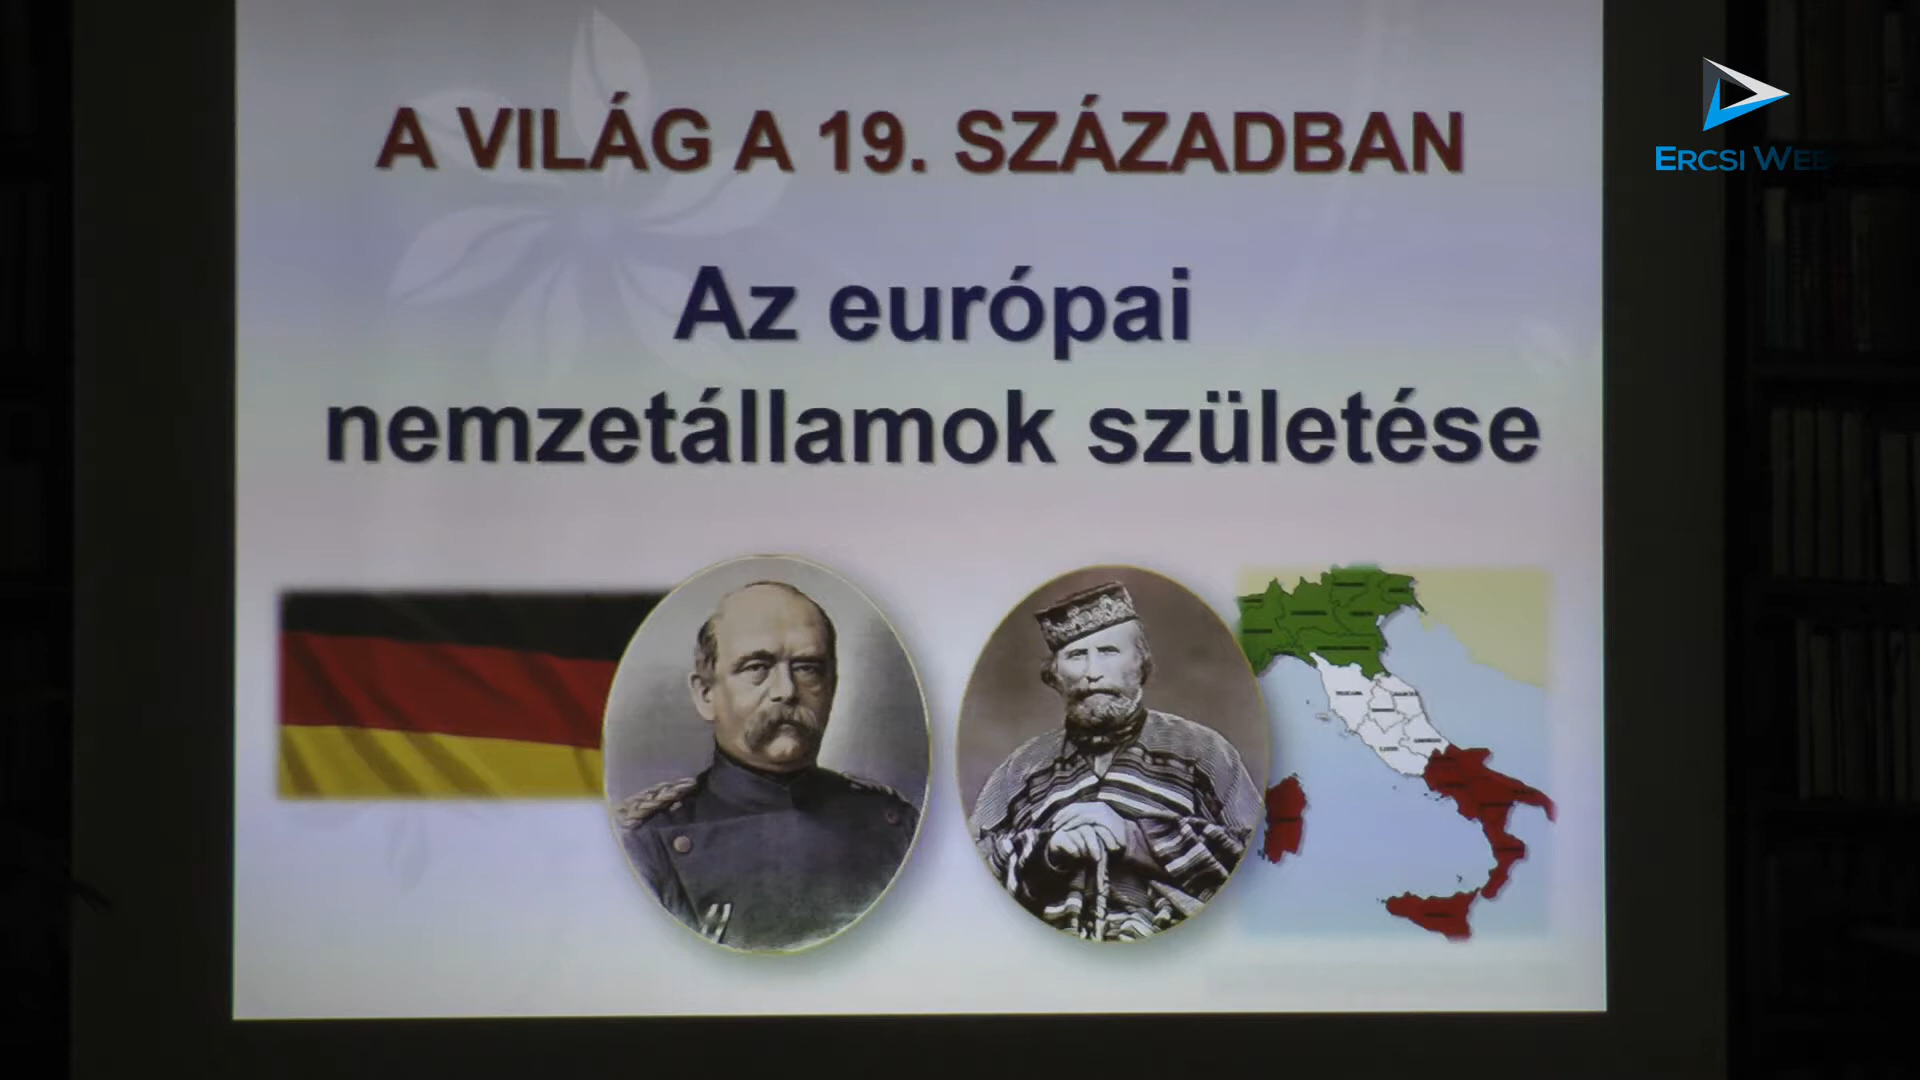 A VILÁG A 19. SZÁZADBAN
Az európai
nemzetállamok születése
ERCSI WEB